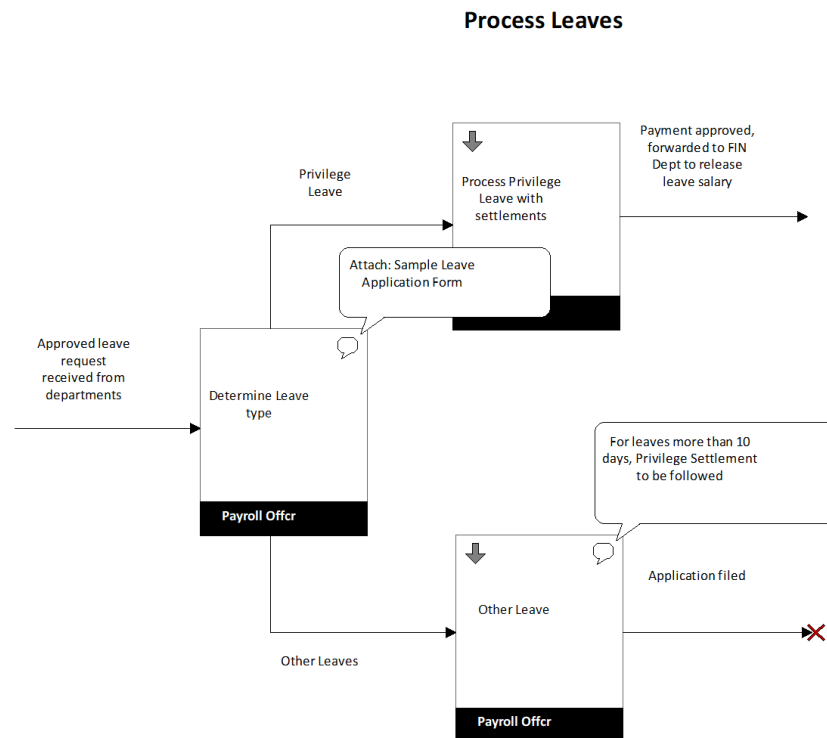 Process Leaves
Payment approved,
forwarded to FIN
Dept to release
leave salary
Privilege
Leave
Process Privilege
Leave with
settlements
Attach: Sample Leave
Application Form
Approved leave
request
received from
departments
Determine Leave
type
Payroll Offcr
For leaves more than 10
days, Privilege Settlement
to be followed
Application filed
Other Leave
Other Leaves
Payroll Offcr